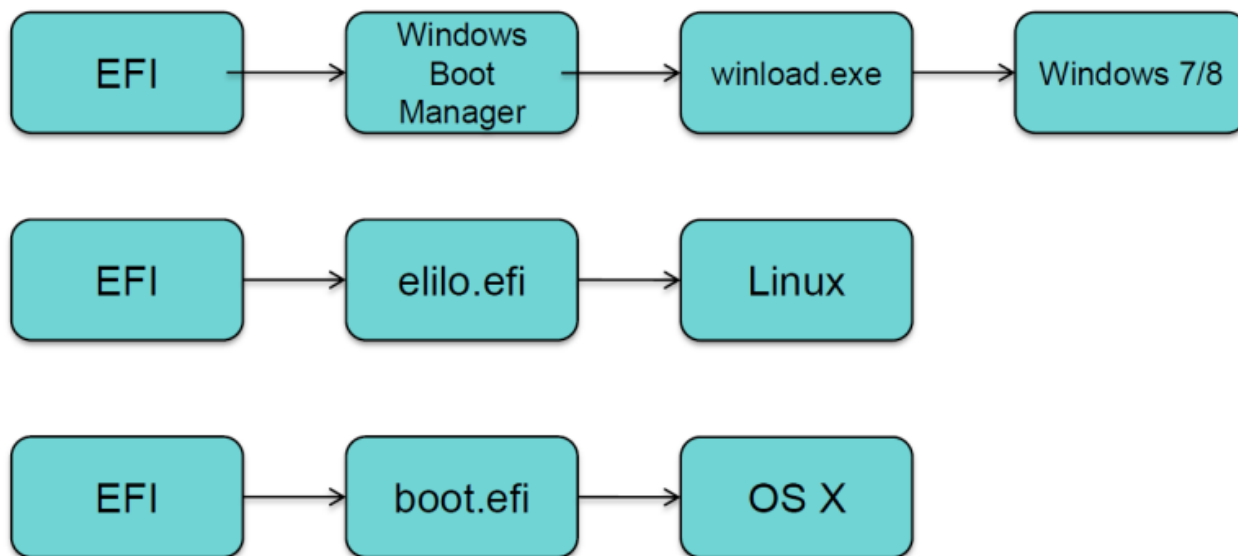 EFI
Windows
Boot
Manager
winload.exe
Windows 7/8
EFI
elilo.efi
Linux
EFI
boot.efi
OS X